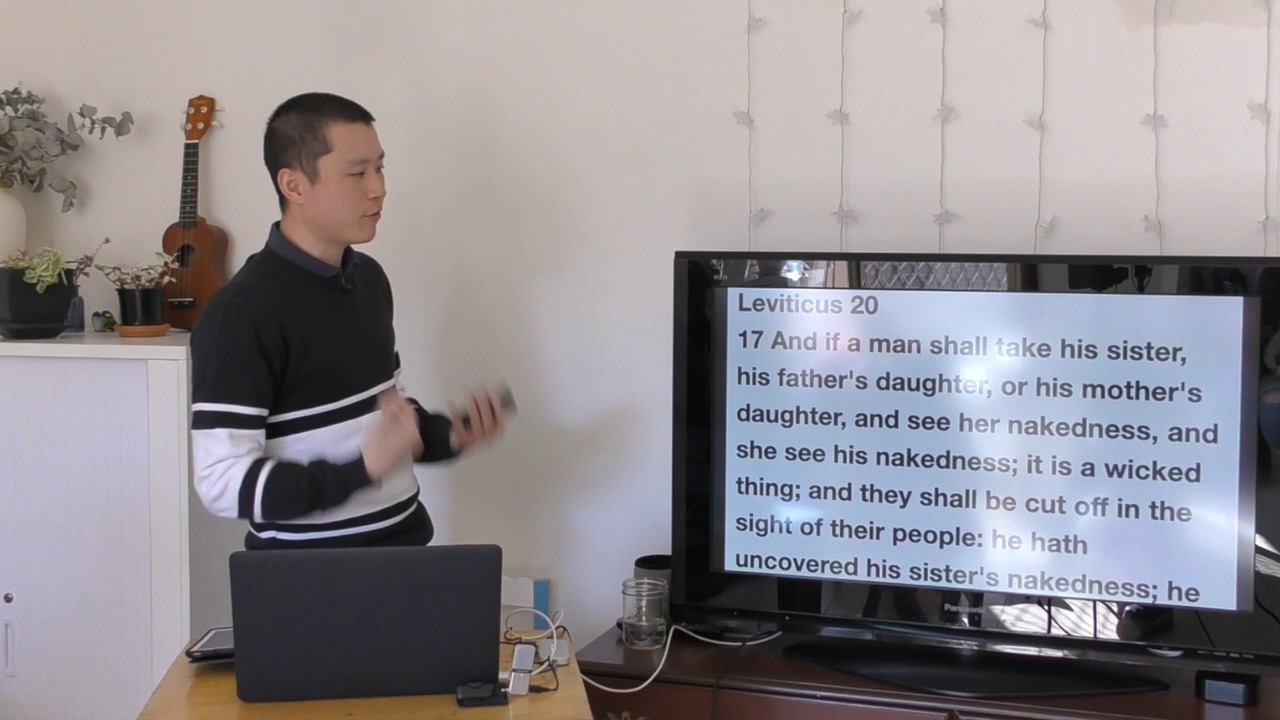 Leviticus 20
17 And if a man shall take his sister,
his father's daughter, or his mother's
daughter, and see her nakedness, and
she see his nakedness; it is a wicked
thing; and they shall be cut off in the
sight of their people: he hath
uncovered his sister's nakedness; he
Panasonic